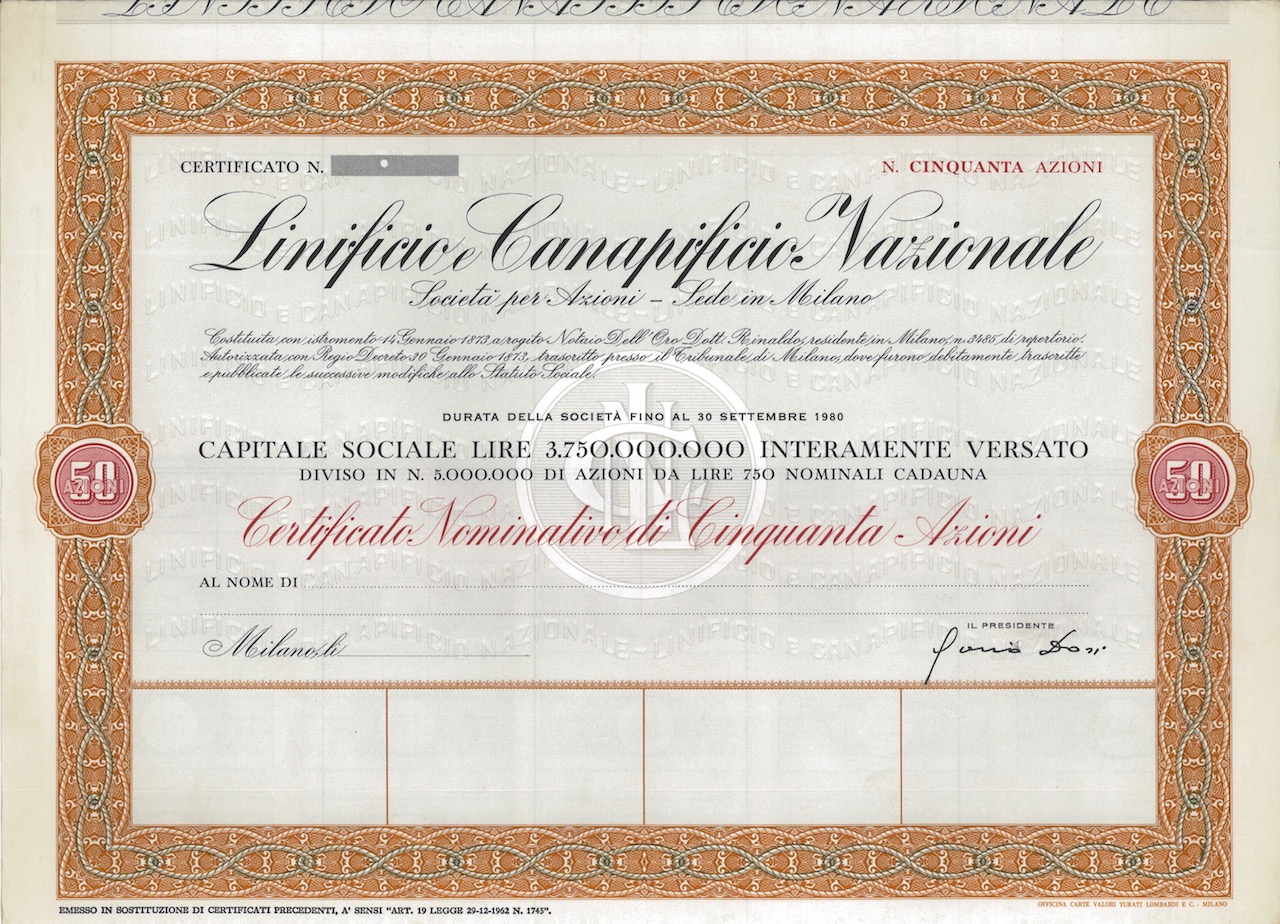 CERTIFICATO N.
N. CINQUANTA AZIONI
Linificio e Canapificio Nazionale
Società per Azioni - Sede in Milano
Costituita con istromento 14 Gennaio 1873 a rogito Notaio Dell'Oro Dott. Rinaldo, residente in Milano, n. 3485 di repertorio.
Autorizzata con Regio Decreto 30 Gennaio 1873, trascritto presso il Tribunale di Milano, dove furono debitamente trascritte
e pubblicate le successive modifiche allo Statuto Sociale.
DURATA DELLA SOCIETÀ FINO AL 30 SETTEMBRE 1980
CAPITALE SOCIALE LIRE 3.750.000.000 INTERAMENTE VERSATO
DIVISO IN N. 5.000.000 DI AZIONI DA LIRE 750 NOMINALI CADAUNA
50
AZIONI
50
AZIONI
Certificato Nominativo di Cinquanta Azioni
AL NOME DI
IL PRESIDENTE
Milano, li
EMESSO IN SOSTITUZIONE DI CERTIFICATI PRECEDENTI, A' SENSI "ART. 19 LEGGE 29-12-1962 N. 1745".
OFFICINA CARTE VALORI TURATI LOMBARDI E C. - MILANO